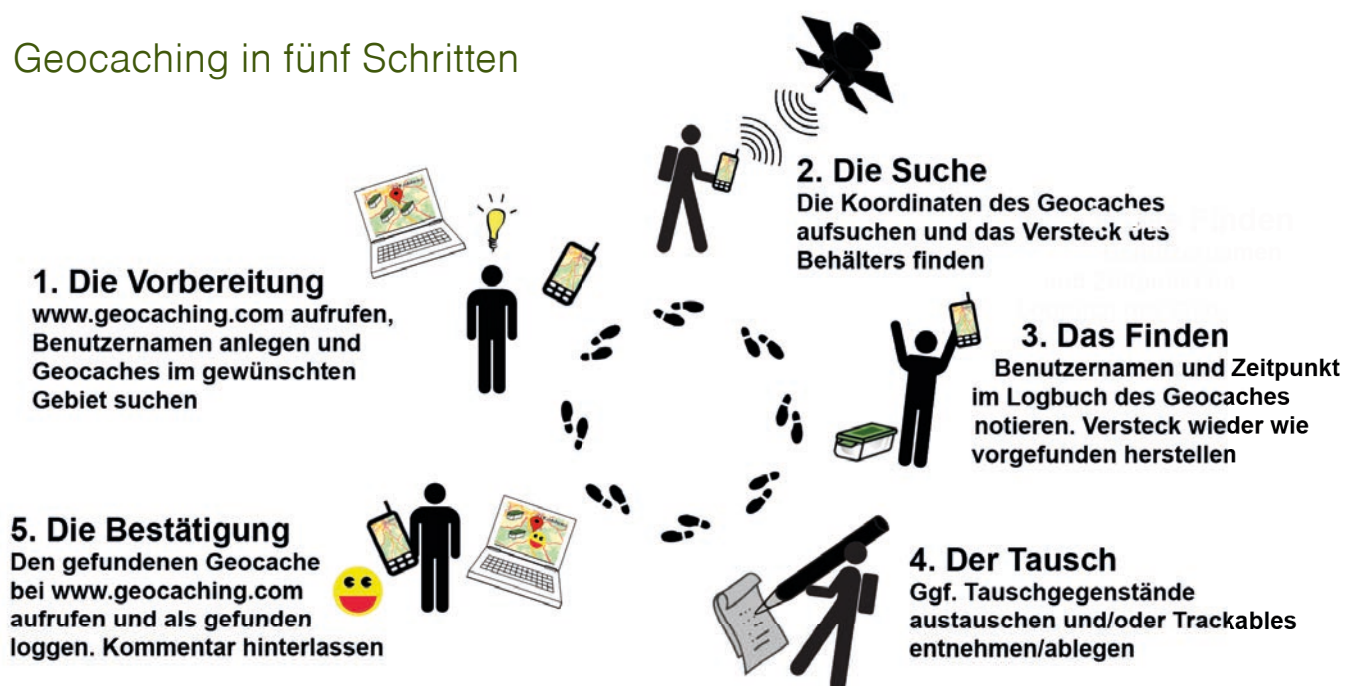 Geocaching in fünf Schritten
1. Die Vorbereitung
www.geocaching.com aufrufen,
Benutzernamen anlegen und
Geocaches im gewünschten
Gebiet suchen
2. Die Suche
Die Koordinaten des Geocaches
aufsuchen und das Versteck des
Behälters finden
3. Das Finden
Benutzernamen und Zeitpunkt
im Logbuch des Geocaches
notieren. Versteck wieder wie
vorgefunden herstellen
4. Der Tausch
Ggf. Tauschgegenstände
austauschen und/oder Trackables
entnehmen/ablegen
5. Die Bestätigung
Den gefundenen Geocache
bei www.geocaching.com
aufrufen und als gefunden
loggen. Kommentar hinterlassen